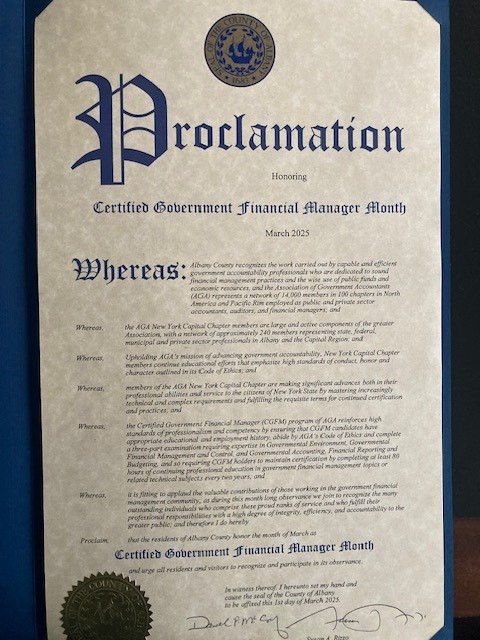 SEAL OF THE COUNTY OF ALBANY
1683
Proclamation
Honoring
Certified Government Financial Manager Month
March 2025
Whereas: Albany County recognizes the work carried out by capable and efficient
government accountability professionals who are dedicated to sound
financial management practices and the wise use of public funds and
economic resources, and the Association of Government Accountants
(AGA) represents a network of 14,000 members in 100 chapters in North
America and Pacific Rim employed as public and private sector
accountants, auditors, and financial managers; and
Whereas, the AGA New York Capital Chapter members are large and active components of the greater
Association, with a network of approximately 240 members representing state, federal,
municipal and private sector professionals in Albany and the Capital Region, and
Whereas, Upholding AGA's mission of advancing government accountability, New York Capital Chapter
members continue educational efforts that emphasize high standards of conduct, honor and
character outlined in its Code of Ethics; and
Whereas, members of the AGA New York Capital Chapter are making significant advances both in their
professional abilities and service to the citizens of New York State by mastering increasingly
technical and complex requirements and fulfilling the requisite terms for continued certification
and practices; and
Whereas, the Certified Government Financial Manager (CGFM) program of AGA reinforces high
standards of professionalism and competency by ensuring that CGFM candidates have
appropriate educational and employment history, abide by AGA's Code of Ethics and complete
a three-part examination requiring expertise in Governmental Environment, Governmental
Financial Management and Control, and Governmental Accounting, Financial Reporting and
Budgeting, and so requiring CGFM holders to maintain certification by completing at least 80
hours of continuing professional education in government financial management topics or
related technical subjects every two years; and
Whereas, it is fitting to applaud the valuable contributions of those working in the government financial
management community, as during this month long observance we join to recognize the many
outstanding individuals who comprise these proud ranks of service and who fulfill their
professional responsibilities with a high degree of integrity, efficiency, and accountability to the
greater public; and therefore I do hereby
Proclaim, that the residents of Albany County honor the month of March as
Certified Government Financial Manager Month
and urge all residents and visitors to recognize and participate in its observance.
In witness thereof, I hereunto set my hand and
cause the seal of the County of Albany
to be affixed this 1st day of March 2025.
Susan A. Rizzo